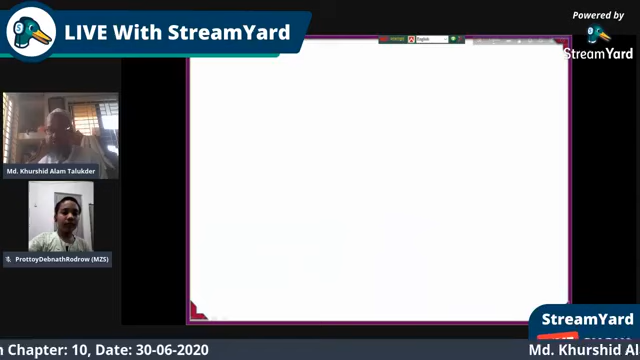 LIVE With StreamYard
Powered by
StreamYard
English
Md. Khurshid Alam Talukder
ProttoyDebnathRodrow (MZS)
StreamYard
n Chapter: 10, Date: 30-06-2020
Md. Khurshid Al